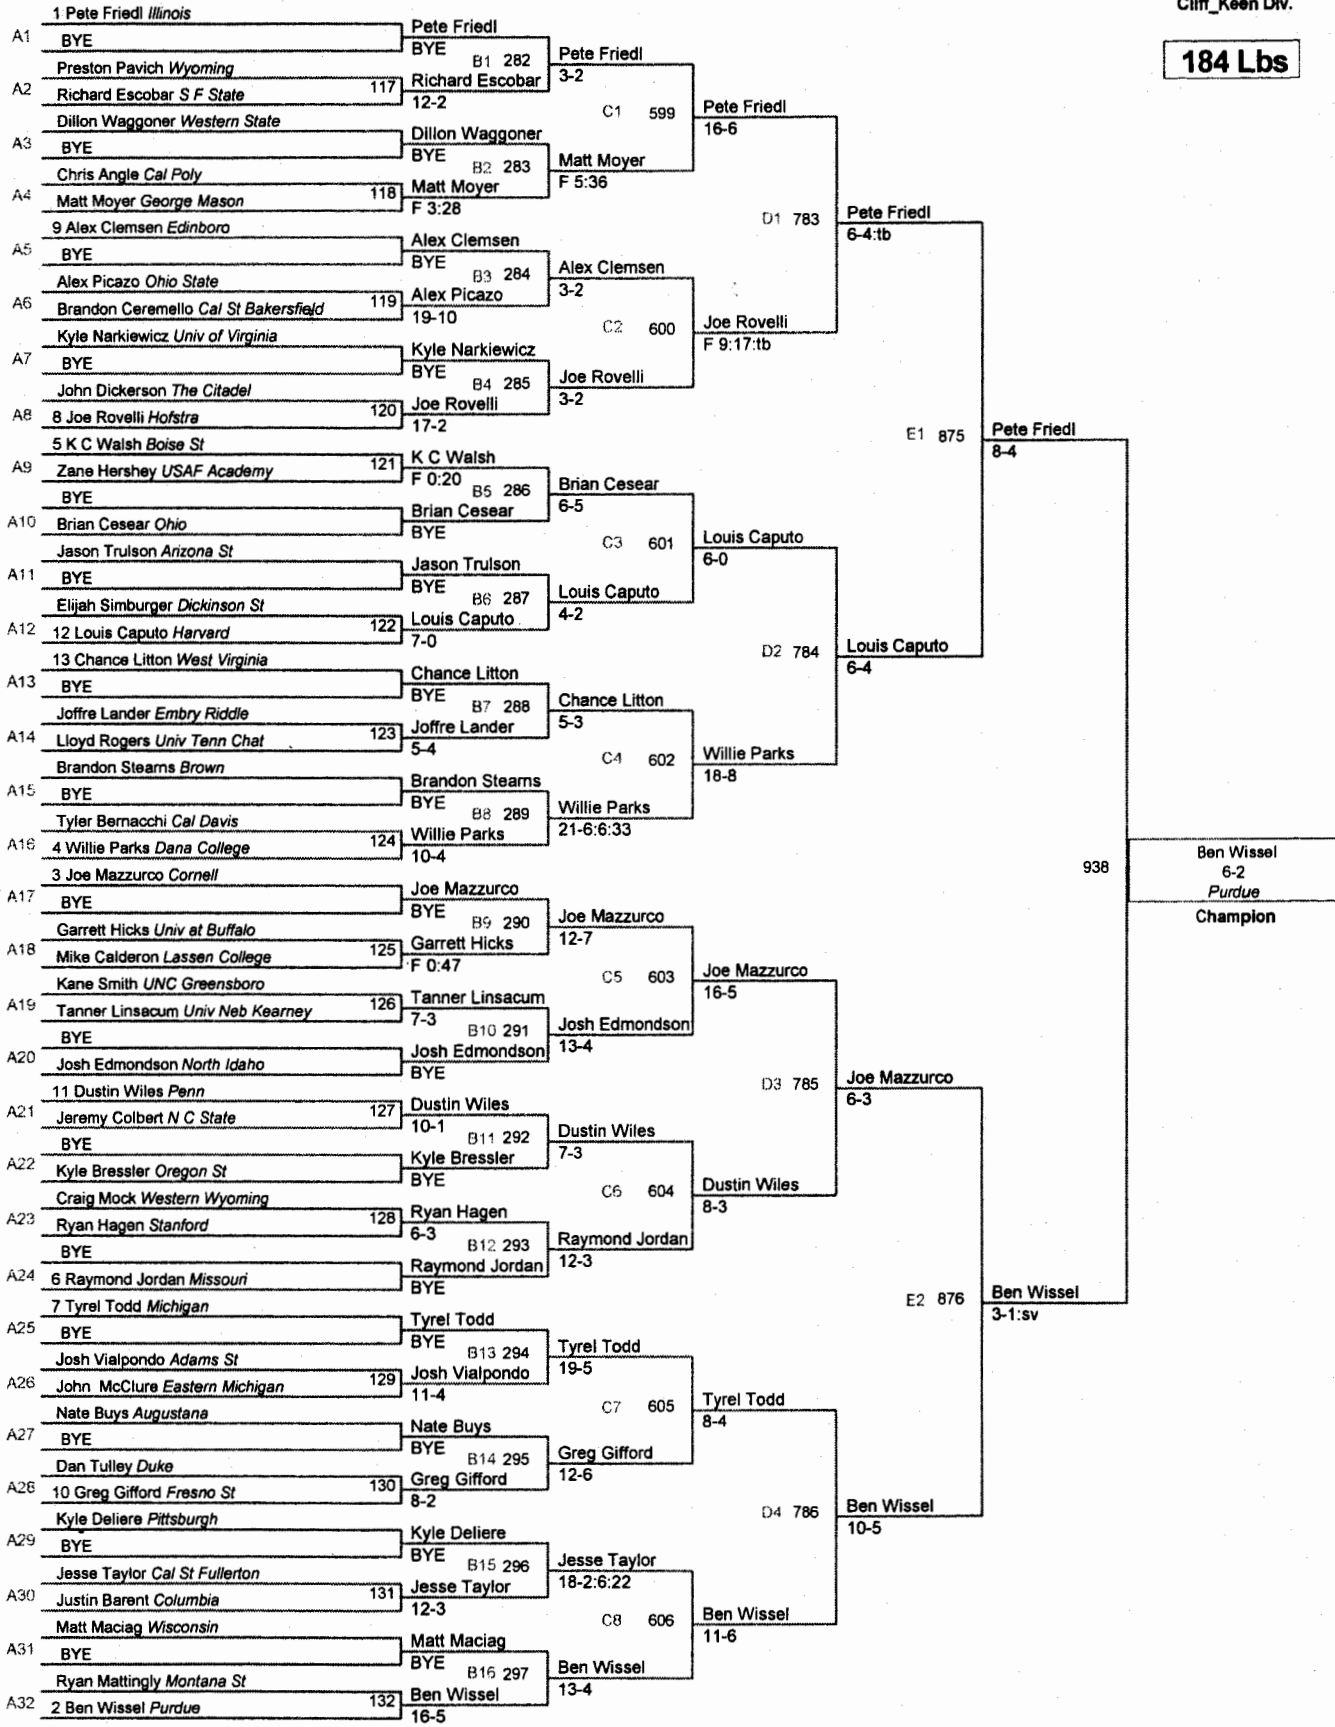 Cliff_Keen Div.
184 Lbs
1 Pete Friedl Illinois
A1
BYE
Preston Pavich Wyoming
A2 117
Richard Escobar S F State
Dillon Waggoner Western State
A3
BYE
Chris Angle Cal Poly
A4 118
Matt Moyer George Mason
9 Alex Clemsen Edinboro
A5
BYE
Alex Picazo Ohio State
A6 119
Brandon Ceremello Cal St Bakersfield
Kyle Narkiewicz Univ of Virginia
A7
BYE
John Dickerson The Citadel
A8 120
8 Joe Rovelli Hofstra
5 K C Walsh Boise St
A9 121
Zane Hershey USAF Academy
BYE
A10
Brian Cesear Ohio
Jason Trulson Arizona St
A11
BYE
Elijah Simburger Dickinson St
A12 122
12 Louis Caputo Harvard
13 Chance Litton West Virginia
A13
BYE
Joffre Lander Embry Riddle
A14 123
Lloyd Rogers Univ Tenn Chat
Brandon Stearns Brown
A15
BYE
Tyler Bernacchi Cal Davis
A16 124
4 Willie Parks Dana College
3 Joe Mazzurco Cornell
A17
BYE
Garrett Hicks Univ at Buffalo
A18 125
Mike Calderon Lassen College
Kane Smith UNC Greensboro
A19 126
Tanner Linsacum Univ Neb Kearney
BYE
A20
Josh Edmondson North Idaho
11 Dustin Wiles Penn
A21 127
Jeremy Colbert N C State
BYE
A22
Kyle Bressler Oregon St
Craig Mock Western Wyoming
A23 128
Ryan Hagen Stanford
BYE
A24
6 Raymond Jordan Missouri
7 Tyrel Todd Michigan
A25
BYE
Josh Vialpondo Adams St
A26 129
John McClure Eastern Michigan
Nate Buys Augustana
A27
BYE
Dan Tulley Duke
A28 130
10 Greg Gifford Fresno St
Kyle Deliere Pittsburgh
A29
BYE
Jesse Taylor Cal St Fullerton
A30 131
Justin Barent Columbia
Matt Maciag Wisconsin
A31
BYE
Ryan Mattingly Montana St
A32 132
2 Ben Wissel Purdue
Pete Friedl
BYE
B1 282
Richard Escobar
12-2
Dillon Waggoner
BYE
B2 283
Matt Moyer
F 3:28
Alex Clemsen
BYE
B3 284
Alex Picazo
19-10
Kyle Narkiewicz
BYE
B4 285
Joe Rovelli
17-2
K C Walsh
F 0:20
B5 286
Brian Cesear
BYE
Jason Trulson
BYE
B6 287
Louis Caputo
7-0
Chance Litton
BYE
B7 288
Joffre Lander
5-4
Brandon Stearns
BYE
B8 289
Willie Parks
10-4
Joe Mazzurco
BYE
B9 290
Garrett Hicks
F 0:47
Tanner Linsacum
7-3
B10 291
Josh Edmondson
BYE
Dustin Wiles
10-1
B11 292
Kyle Bressler
BYE
Ryan Hagen
6-3
B12 293
Raymond Jordan
BYE
Tyrel Todd
BYE
B13 294
Josh Vialpondo
11-4
Nate Buys
BYE
B14 295
Greg Gifford
8-2
Kyle Deliere
BYE
B15 296
Jesse Taylor
12-3
Matt Maciag
BYE
B16 297
Ben Wissel
16-5
Pete Friedl
3-2
C1 599
Matt Moyer
F 5:36
Alex Clemsen
3-2
C2 600
Joe Rovelli
3-2
Brian Cesear
6-5
C3 601
Louis Caputo
4-2
Chance Litton
5-3
C4 602
Willie Parks
21-6:6:33
Joe Mazzurco
12-7
C5 603
Josh Edmondson
13-4
Dustin Wiles
7-3
C6 604
Raymond Jordan
12-3
Tyrel Todd
19-5
C7 605
Greg Gifford
12-6
Jesse Taylor
18-2:6:22
C8 606
Ben Wissel
13-4
Pete Friedl
16-6
D1 783
Joe Rovelli
F 9:17:tb
Louis Caputo
6-0
D2 784
Willie Parks
18-8
Joe Mazzurco
16-5
D3 785
Dustin Wiles
8-3
Tyrel Todd
8-4
D4 786
Ben Wissel
11-6
Pete Friedl
6-4:tb
E1 875
Louis Caputo
6-4
Joe Mazzurco
6-3
E2 876
Ben Wissel
10-5
Pete Friedl
8-4
938
Ben Wissel
3-1:sv
Ben Wissel
6-2
Purdue
Champion